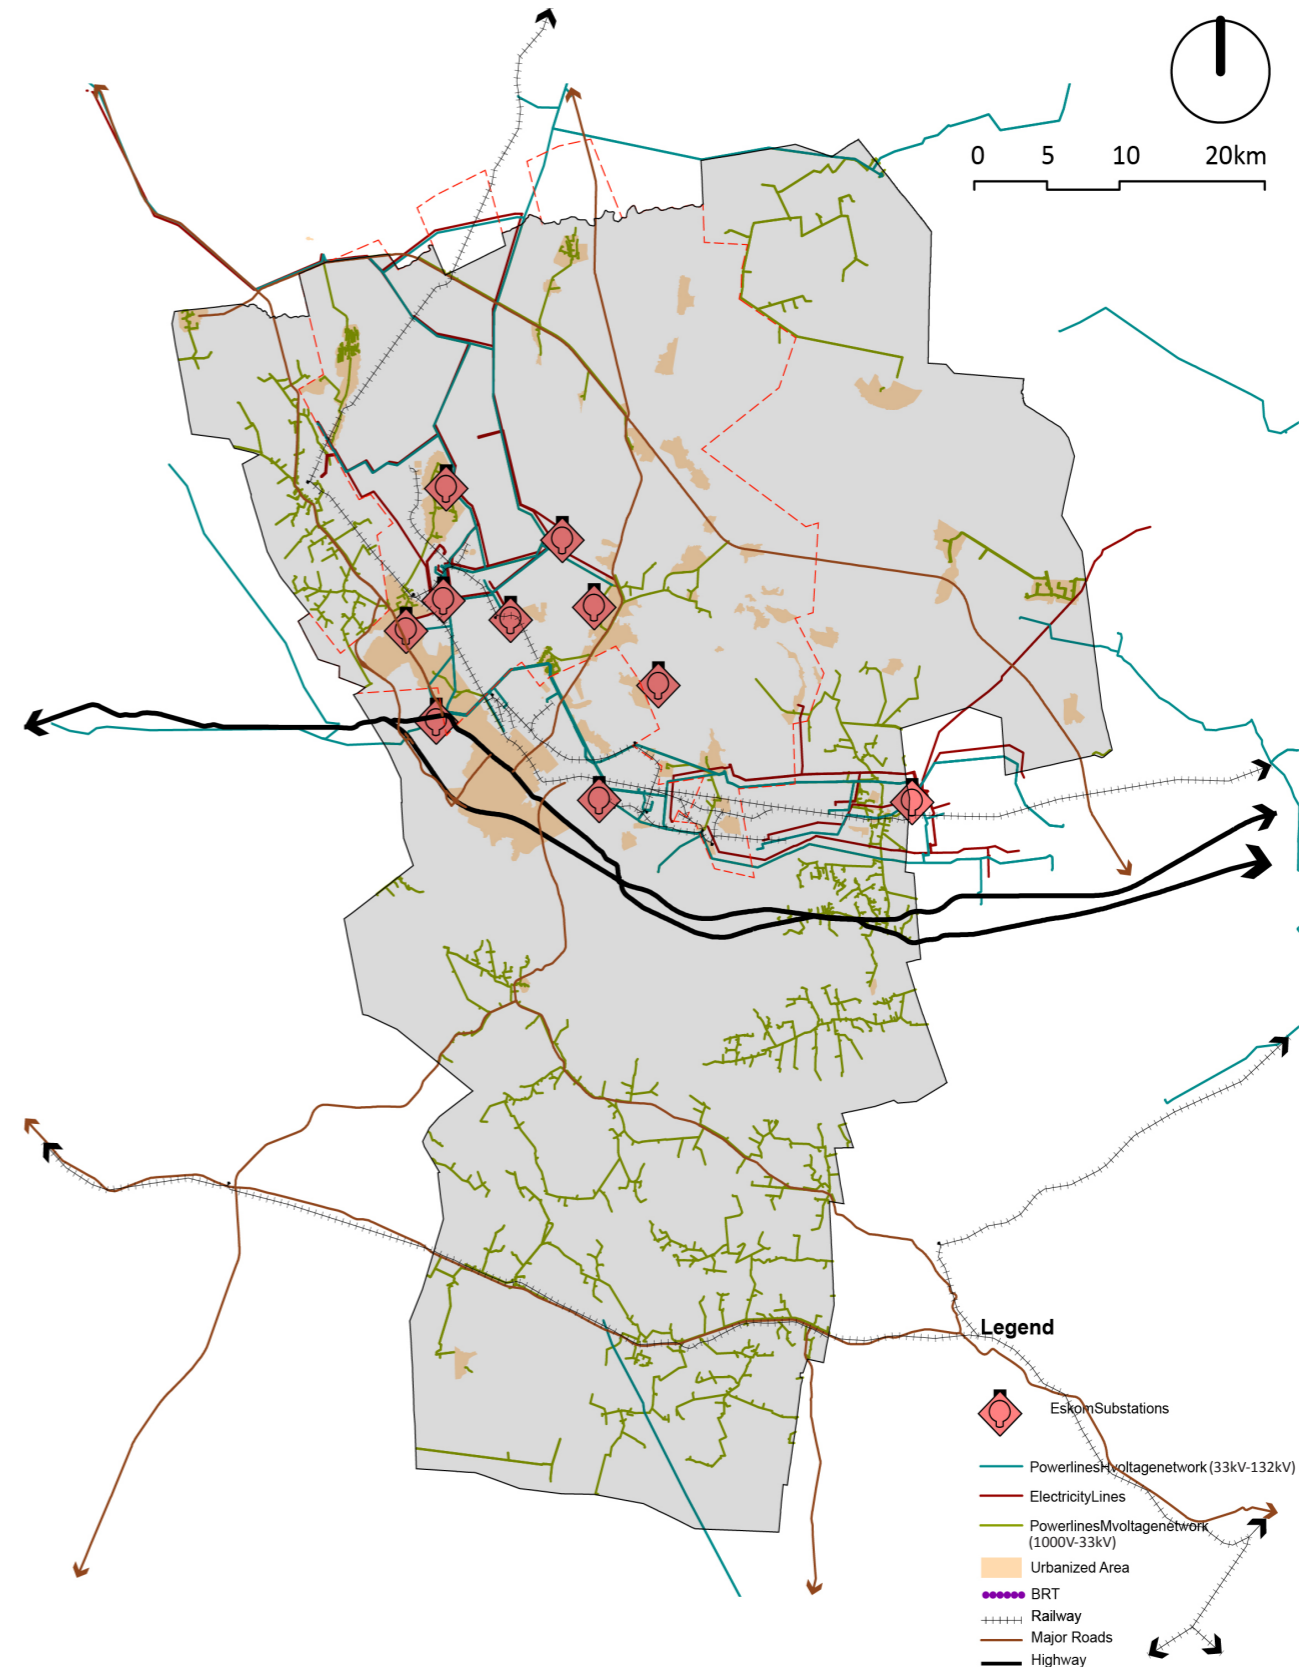 0 5 10 20km
Legend
EskomSubstations
PowerlinesHvoltagenetwork (33kV-132kV)
ElectricityLines
PowerlinesMvoltagenetwork
(1000V-33kV)
Urbanized Area
BRT
Railway
Major Roads
Highway